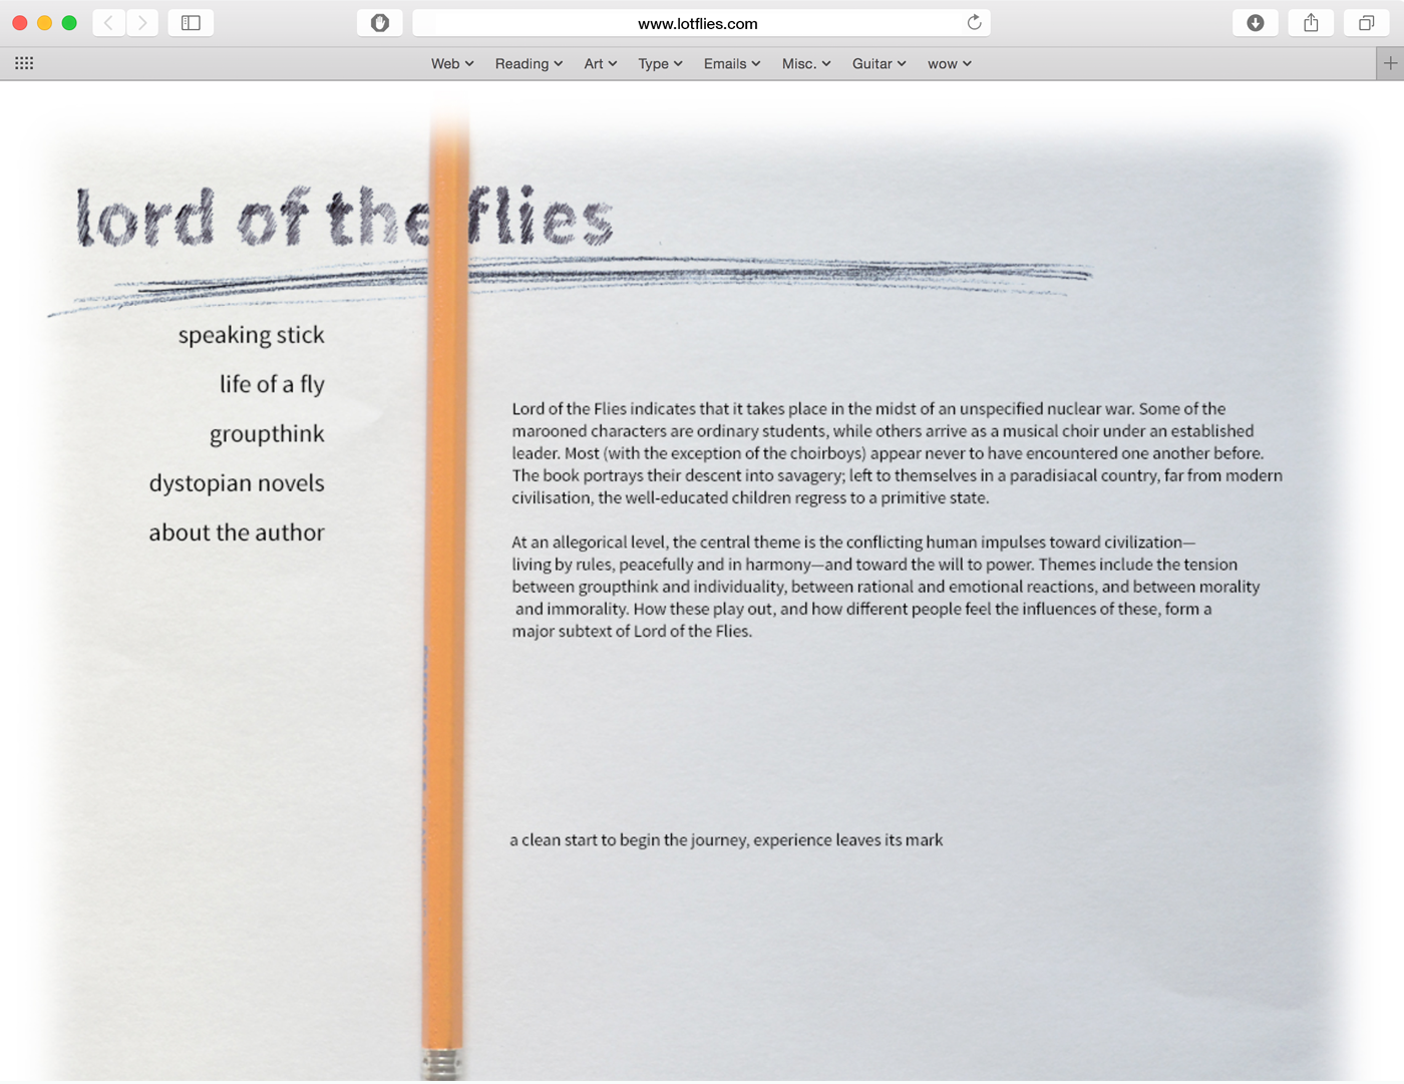 www.lotflies.com
Web Reading Art Type Emails Misc. Guitar wow
lord of the flies
speaking stick
life of a fly
groupthink
dystopian novels
about the author
Lord of the Flies indicates that it takes place in the midst of an unspecified nuclear war. Some of the
marooned characters are ordinary students, while others arrive as a musical choir under an established
leader. Most (with the exception of the choirboys) appear never to have encountered one another before.
The book portrays their descent into savagery; left to themselves in a paradisiacal country, far from modern
civilisation, the well-educated children regress to a primitive state.
At an allegorical level, the central theme is the conflicting human impulses toward civilization—
living by rules, peacefully and in harmony—and toward the will to power. Themes include the tension
between groupthink and individuality, between rational and emotional reactions, and between morality
and immorality. How these play out, and how different people feel the influences of these, form a
major subtext of Lord of the Flies.
a clean start to begin the journey, experience leaves its mark